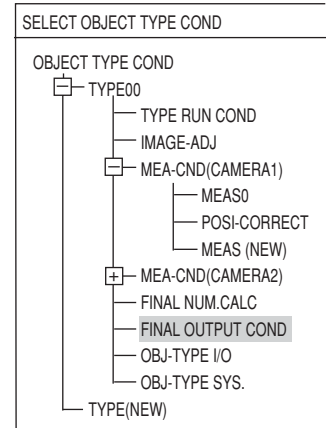 SELECT OBJECT TYPE COND
OBJECT TYPE COND
TYPE00
TYPE RUN COND
IMAGE-ADJ
MEA-CND(CAMERA1)
MEAS0
POSI-CORRECT
MEAS (NEW)
MEA-CND(CAMERA2)
FINAL NUM.CALC
FINAL OUTPUT COND
OBJ-TYPE I/O
OBJ-TYPE SYS.
TYPE(NEW)